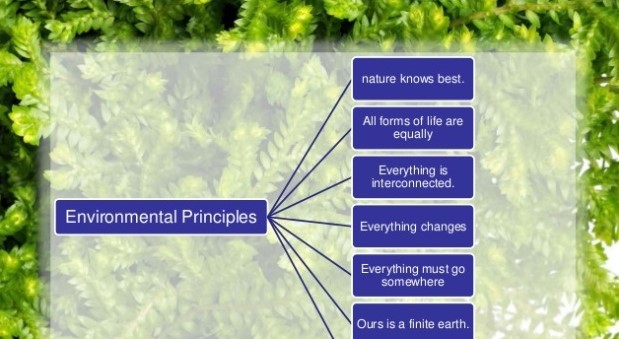 nature knows best.
All forms of life are
equally
Everything is
interconnected.
Environmental Principles
Everything changes
Everything must go
somewhere
Ours is a finite earth.